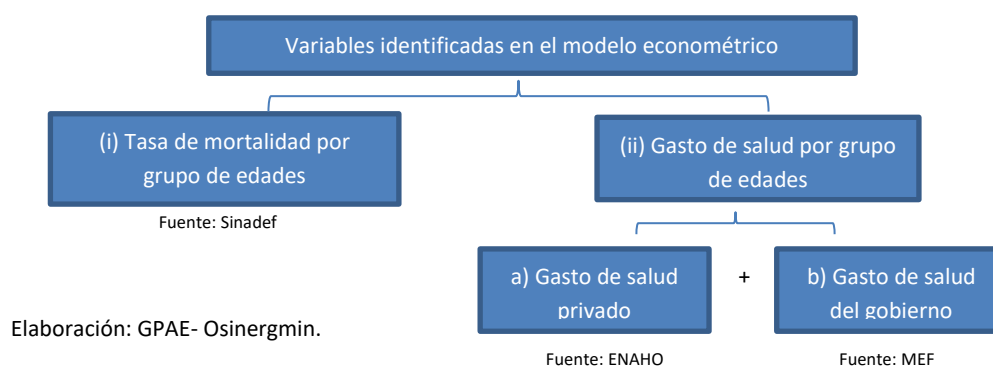 Variables identificadas en el modelo econométrico
(i) Tasa de mortalidad por
grupo de edades
Fuente: Sinadef
(ii) Gasto de salud por grupo
de edades
a) Gasto de salud
privado
+
b) Gasto de salud
del gobierno
Elaboración: GPAE- Osinergmin.
Fuente: ENAHO
Fuente: MEF